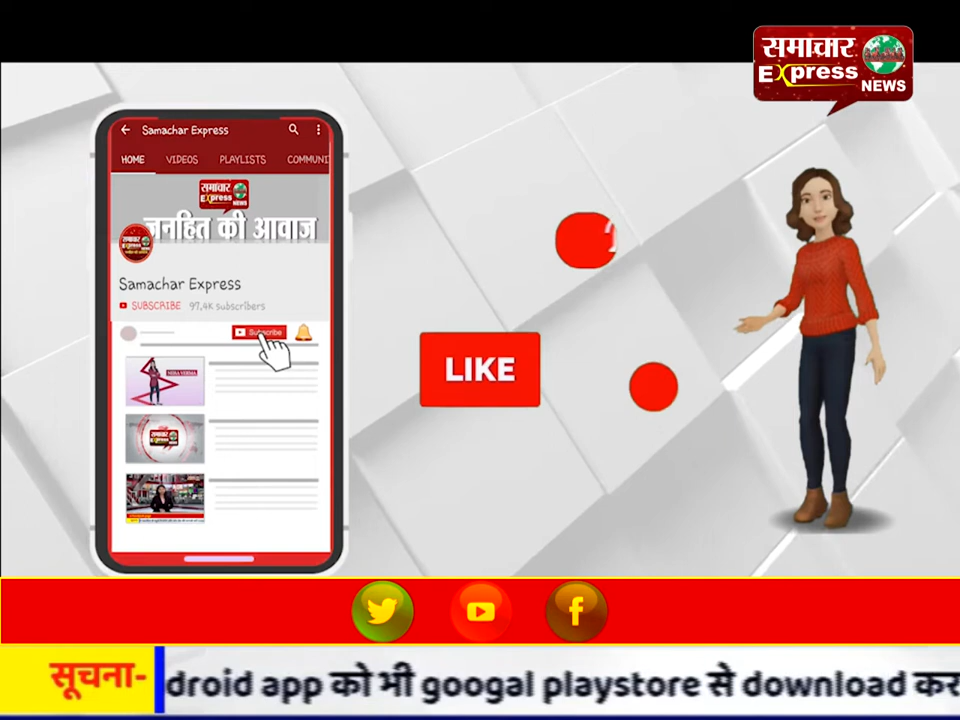 समाचार
Express
NEWS
Samachar Express
HOME VIDEOS PLAYLISTS COMMUNI
समाचार
Express
NEWS
जनहित की आवाज
Samachar Express
SUBSCRIBE 97.4K subscribers
Subscribe
LIKE
सूचना- droid app को भी googal playstore से download कर